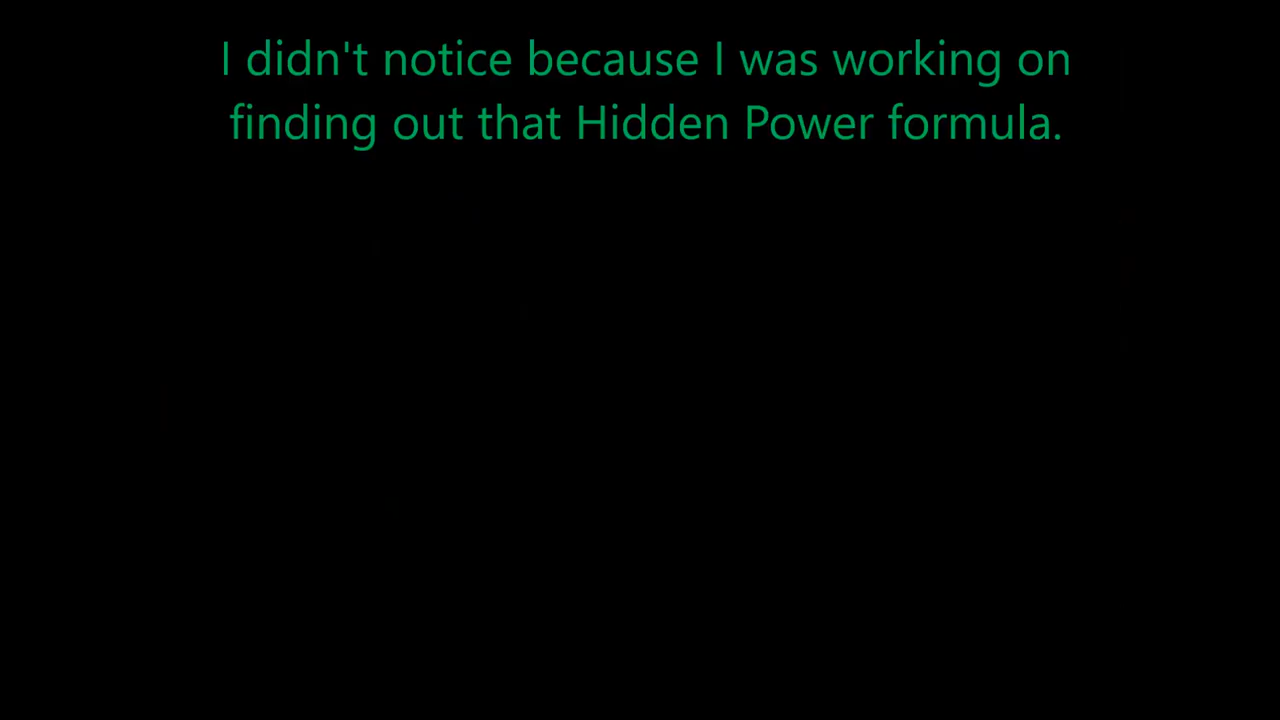 I didn't notice because I was working on
finding out that Hidden Power formula.